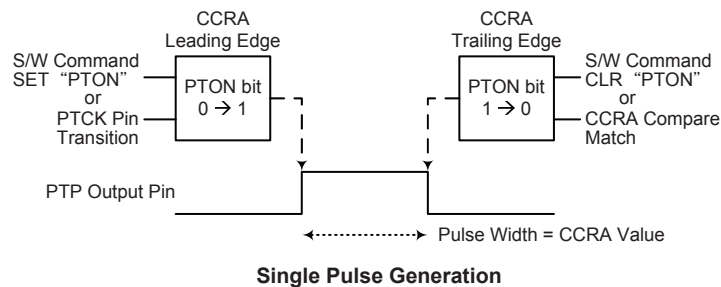 CCRA
Leading Edge
S/W Command
SET “PTON”
or
PTCK Pin
Transition
PTON bit
0 → 1
CCRA
Trailing Edge
PTON bit
1 → 0
S/W Command
CLR “PTON”
or
CCRA Compare
Match
PTP Output Pin
Pulse Width = CCRA Value
Single Pulse Generation